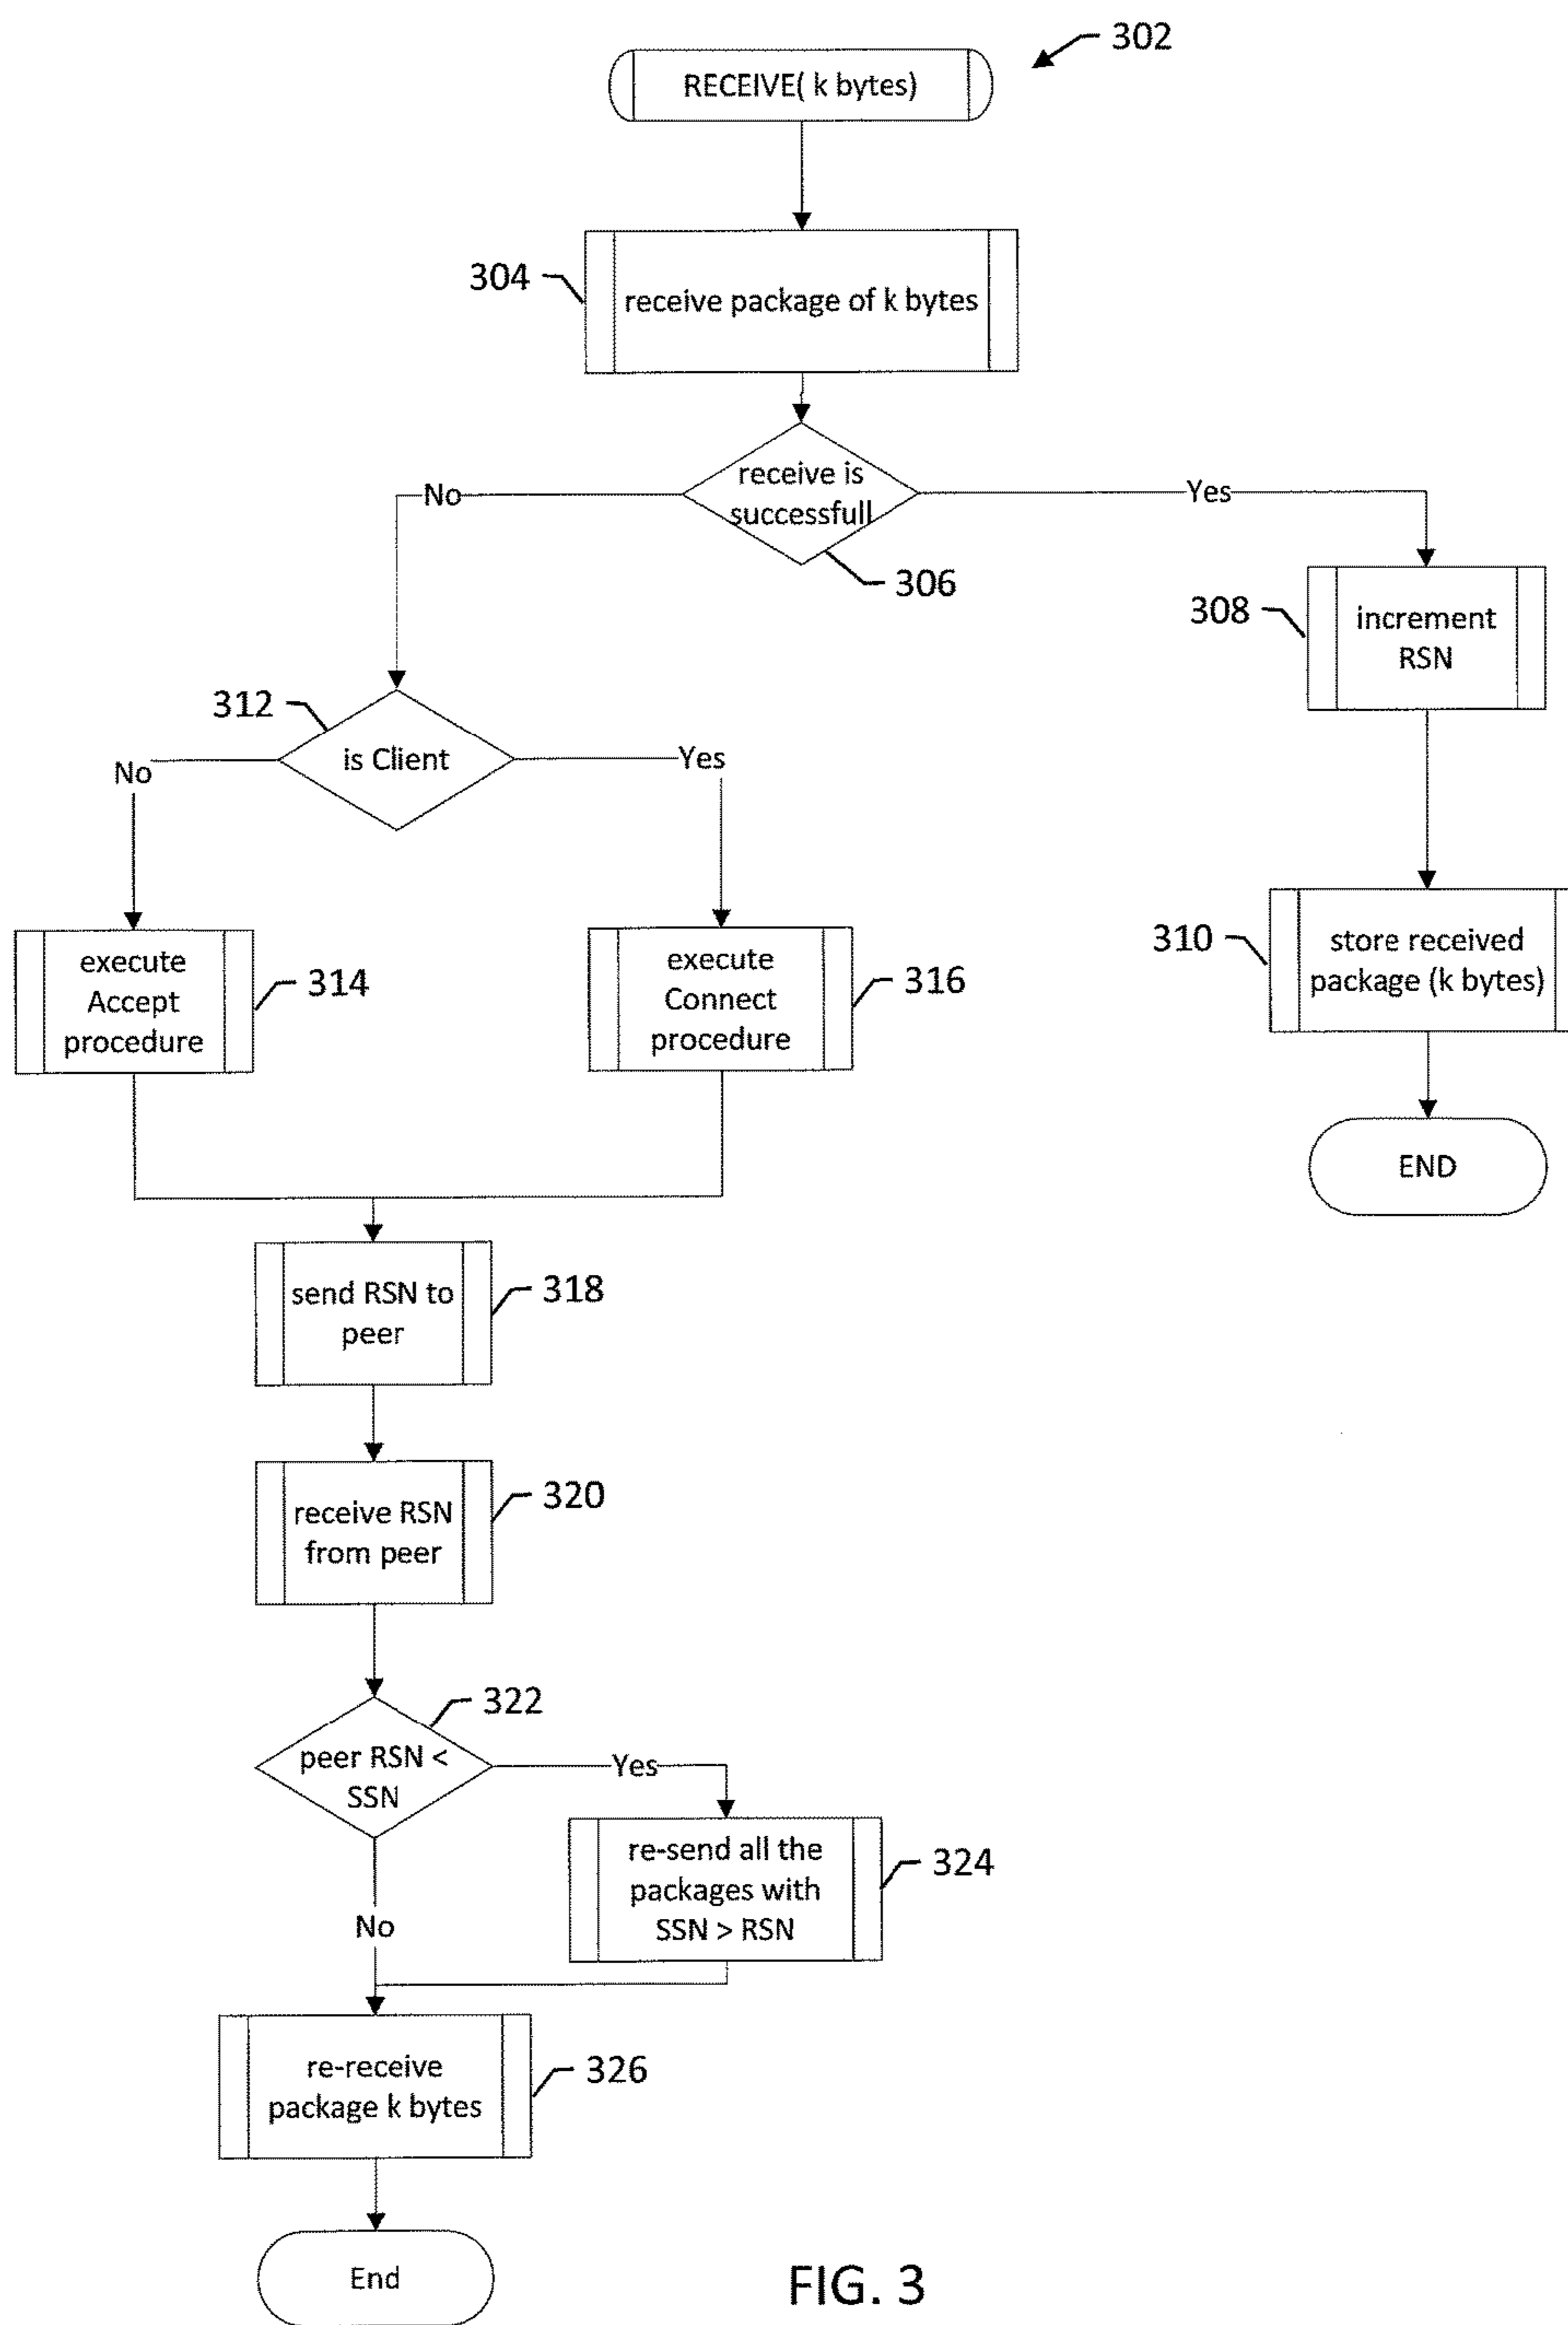 302
RECEIVE( k bytes)
304
receive package of k bytes
receive is
successfull
306
No
Yes
308
increment
RSN
312
is Client
No
Yes
310
store received
package (k bytes)
execute
Accept
procedure
314
execute
Connect
procedure
316
END
send RSN to
peer
318
receive RSN
from peer
320
322
peer RSN <
SSN
Yes
re-send all the
packages with
SSN > RSN
324
No
re-receive
package k bytes
326
End
FIG. 3